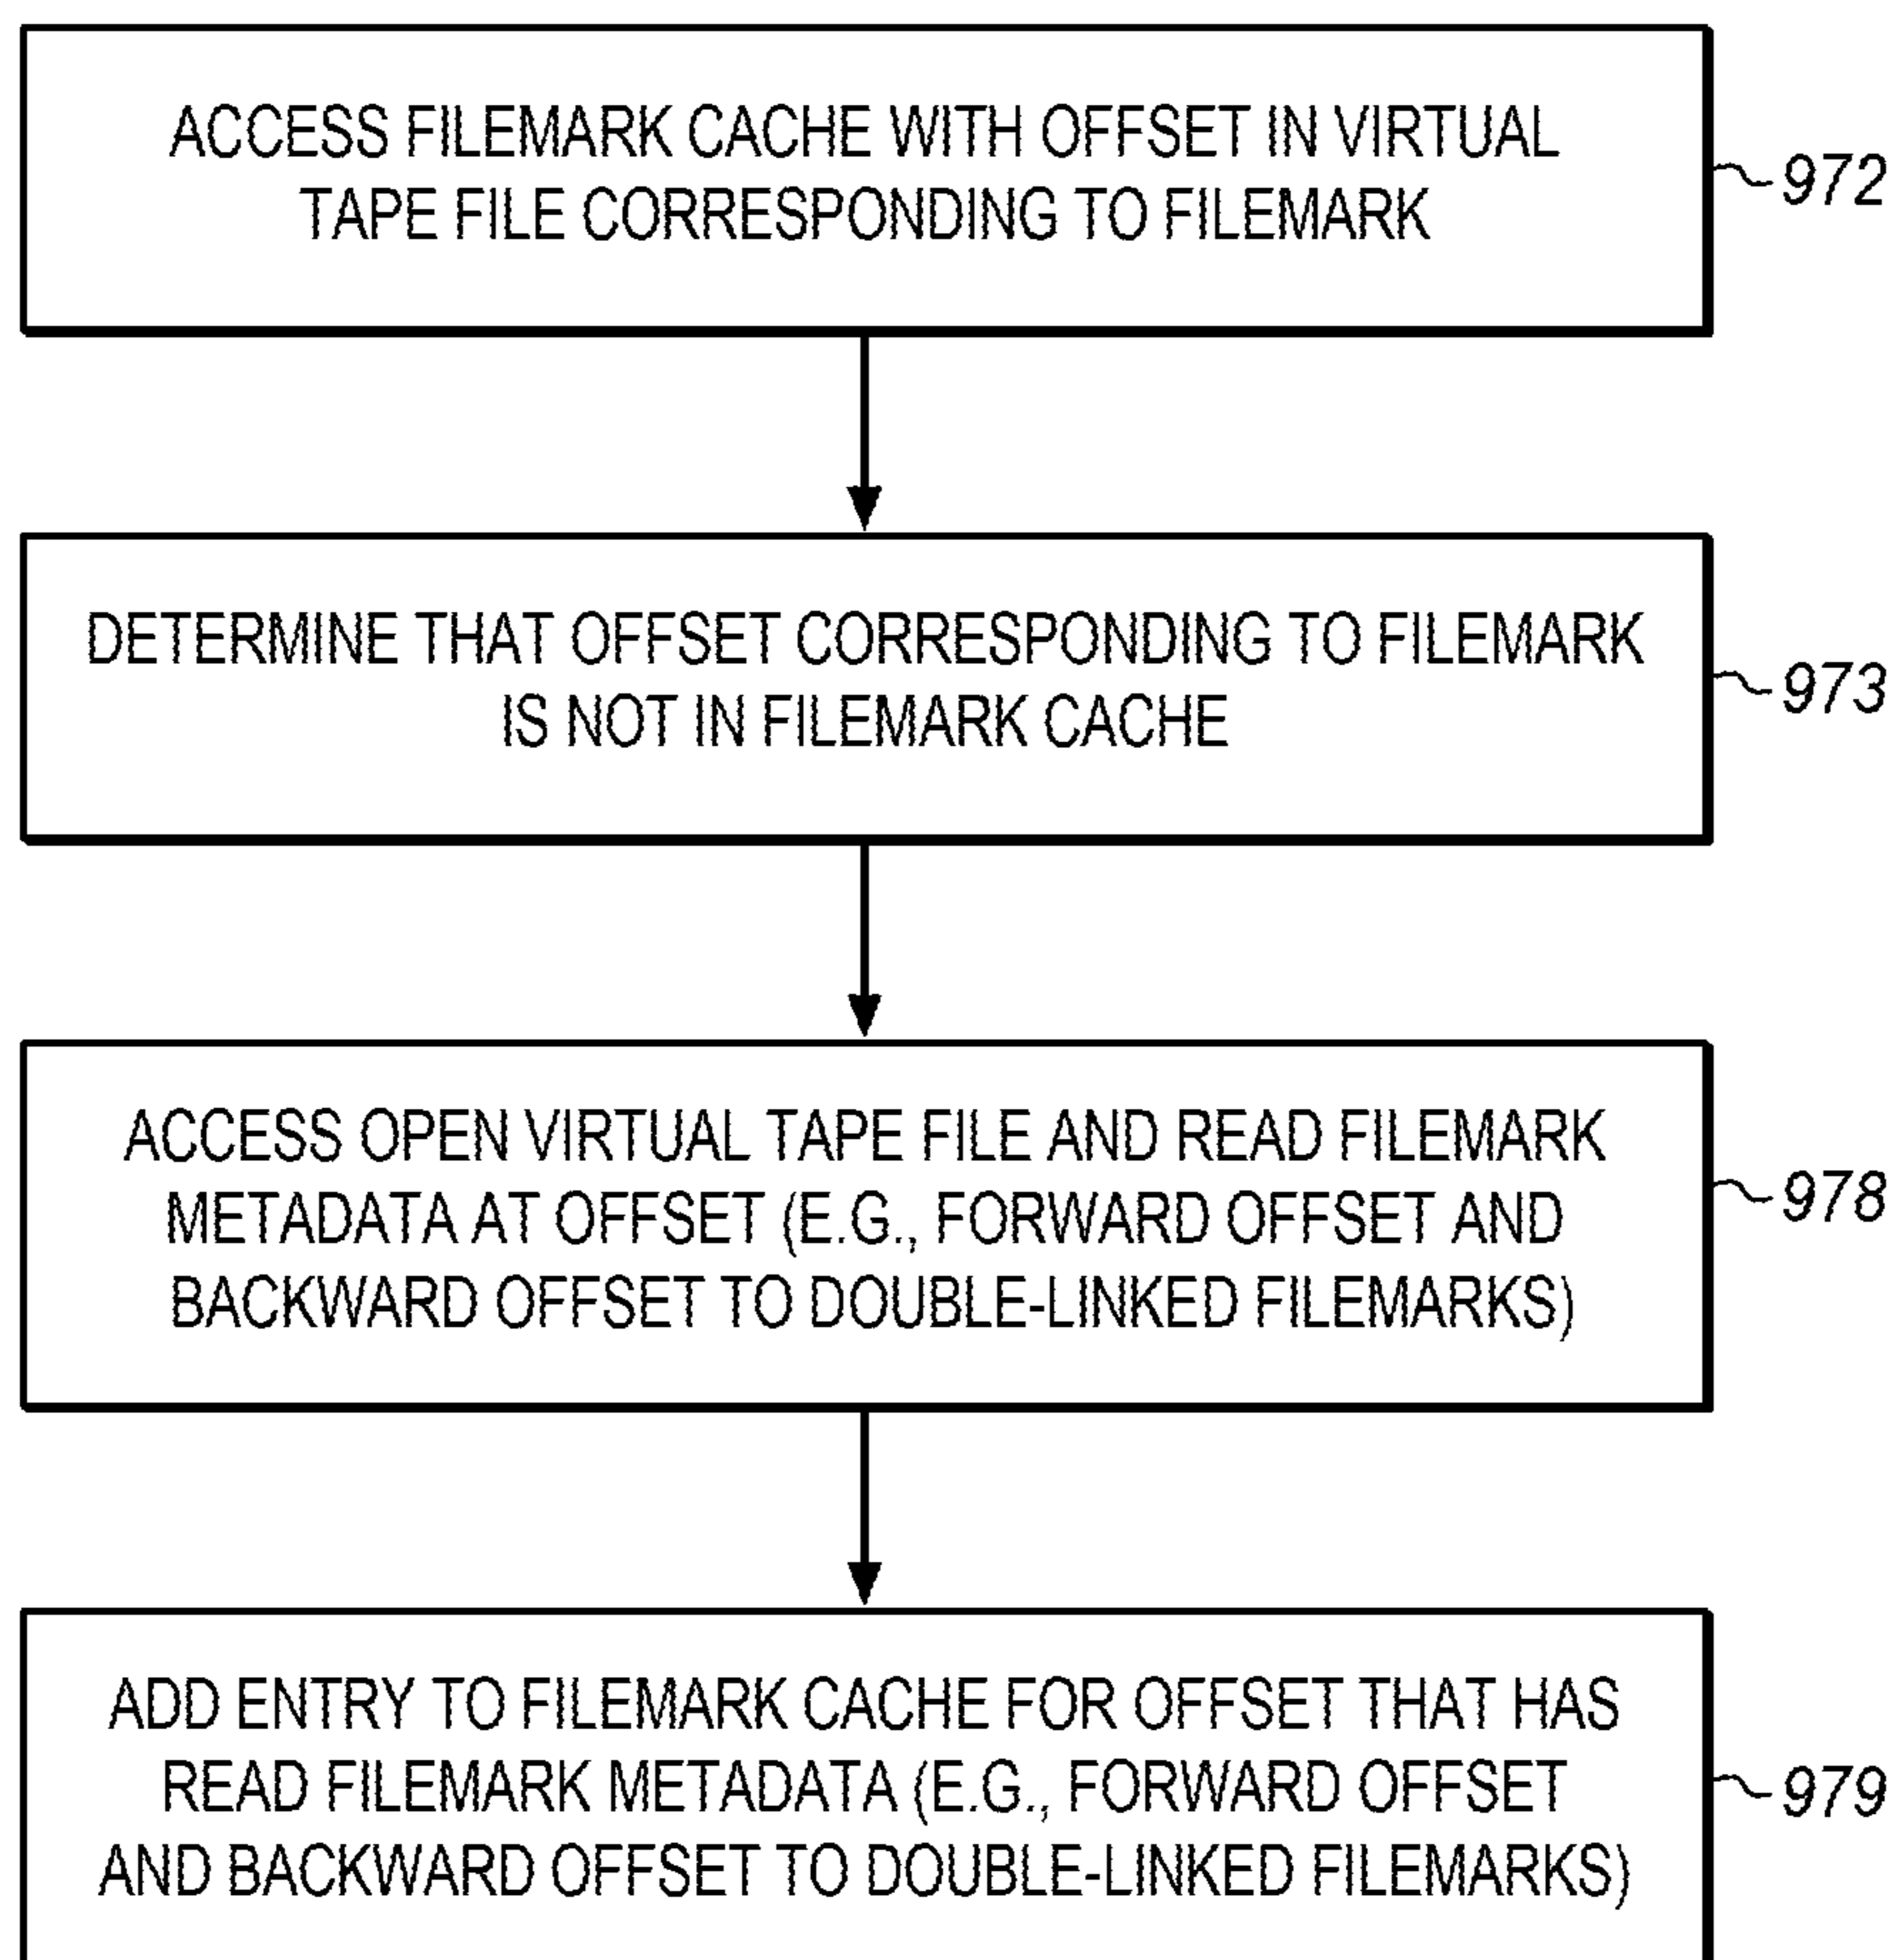 ACCESS FILEMARK CACHE WITH OFFSET IN VIRTUAL
TAPE FILE CORRESPONDING TO FILEMARK
972
DETERMINE THAT OFFSET CORRESPONDING TO FILEMARK
IS NOT IN FILEMARK CACHE
973
ACCESS OPEN VIRTUAL TAPE FILE AND READ FILEMARK
METADATA AT OFFSET (E.G., FORWARD OFFSET AND
BACKWARD OFFSET TO DOUBLE-LINKED FILEMARKS)
978
ADD ENTRY TO FILEMARK CACHE FOR OFFSET THAT HAS
READ FILEMARK METADATA (E.G., FORWARD OFFSET
AND BACKWARD OFFSET TO DOUBLE-LINKED FILEMARKS)
979